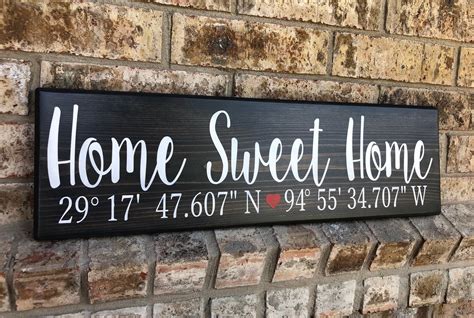 Home Sweet Home
29° 17' 47.607" N ♥ 94° 55' 34.707" W